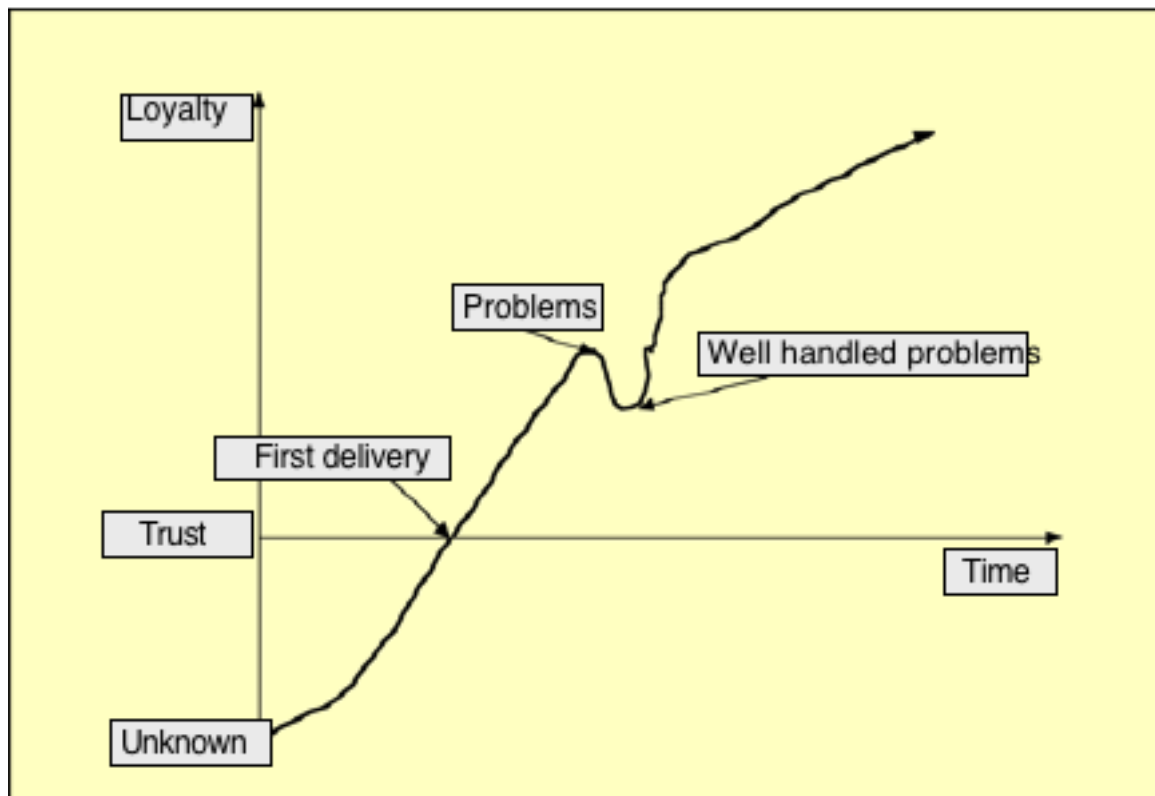 Loyalty
Problems
Well handled problems
First delivery
Trust
Time
Unknown